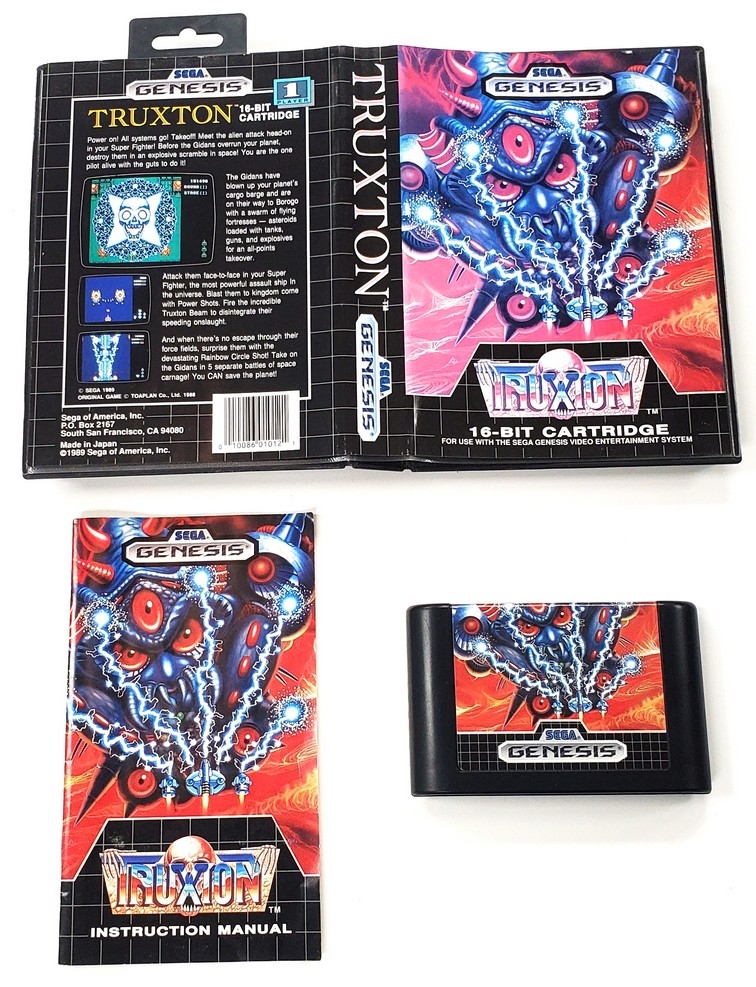 SEGA
GENESIS
1
PLAYER
TRUXTON™ 16-BIT
CARTRIDGE
Power on! All systems go! Takeoff! Meet the alien attack head-on
in your Super Fighter! Before the Gidans overrun your planet,
destroy them in an explosive scramble in space! You are the one
pilot alive with the guts to do it!
The Gidans have
blown up your planet's
cargo barge and are
on their way to Borogo
with a swarm of flying
fortresses — asteroids
loaded with tanks,
guns, and explosives
for an all-points
takeover.
Attack them face-to-face in your Super
Fighter, the most powerful assault ship in
the universe. Blast them to kingdom come
with Power Shots. Fire the incredible
Truxton Beam to disintegrate their
speeding onslaught.
And when there's no escape through their
force fields, surprise them with the
devastating Rainbow Circle Shot! Take on
the Gidans in 5 separate battles of space
carnage! You CAN save the planet!
© SEGA 1989
ORIGINAL GAME © TOAPLAN Co., Ltd. 1988
Sega of America, Inc.
P.O. Box 2167
South San Francisco, CA 94080
Made in Japan
©1989 Sega of America, Inc.
6 10086 01012 1
TRUXTON™
SEGA
GENESIS
SEGA
GENESIS
TRUXTON™
16-BIT CARTRIDGE
FOR USE WITH THE SEGA GENESIS VIDEO ENTERTAINMENT SYSTEM
SEGA
GENESIS
TRUXTON™
INSTRUCTION MANUAL
SEGA
GENESIS